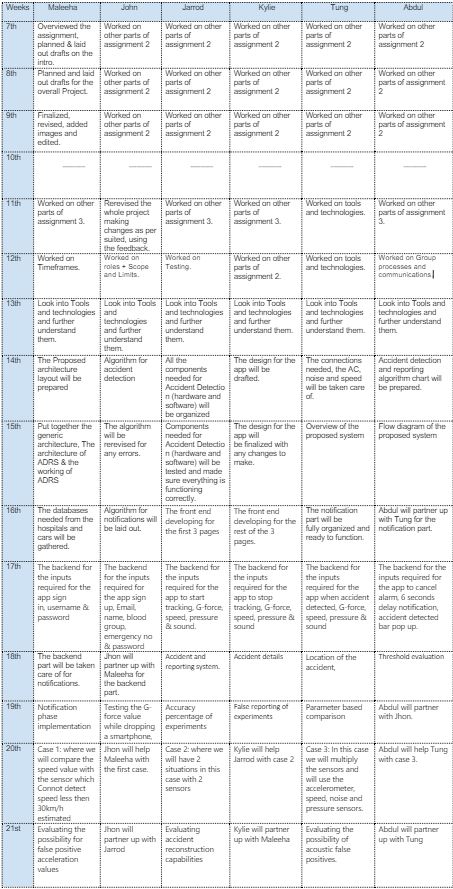 Weeks Maleeha John Jarrod Kylie Tung Abdul
7th
Overviewed the
assignment,
planned & laid
out drafts on the
intro.
Worked on
other parts of
assignment 2
Worked on
other parts of
assignment 2
Worked on other
parts of
assignment 2
Worked on
other parts of
assignment 2
Worked on other
parts of assignment
2
8th
Planned and laid
out drafts for the
overall Project.
Worked on
other parts of
assignment 2
Worked on
other parts of
assignment 2
Worked on other
parts of
assignment 2
Worked on
other parts of
assignment 2
Worked on other
parts of assignment
2
9th
Finalized,
revised, added
images and
edited.
Worked on
other parts of
assignment 2
Worked on
other parts of
assignment 2
Worked on other
parts of
assignment 2
Worked on
other parts of
assignment 2
Worked on other
parts of assignment
2
10th
11th
Worked on other
parts of
assignment 3.
Rerevised the
whole project
making
changes as per
suited, using
the feedback.
Worked on other
parts of
assignment 3.
Worked on other
parts of
assignment 3.
Worked on tools
and technologies.
Worked on other
parts of assignment
3.
12th
Worked on
Timeframes.
Worked on
roles + Scope
and Limits.
Worked on
Testing.
Worked on other
parts of
assignment 2.
Worked on tools
and technologies.
Worked on Group
processes and
communications.
13th
Look into Tools
and technologies
and further
understand
them.
Look into
Tools and
technologies
and further
understand
them.
Look into Tools
and technologies
and further
understand
them.
Look into Tools
and technologies
and further
understand
them.
Look into Tools and
technologies and
further understand
them.
Look into Tools and
technologies and
further understand
them.
14th
The Proposed
architecture
layout will be
prepared
Algorithm for
accident
detection
All the
components
needed for
Accident Detectio
n (hardware and
software) will
be organized
The design for the
app will be
drafted.
The connections
needed, the AC,
noise and speed
will be taken care
of.
Accident detection
and reporting
algorithm chart will
be prepared.
15th
Put together the
generic
architecture, The
architecture of
ADRS & the
working of
ADRS
The algorithm
will be
rerevised for
any errors.
Components
needed for
Accident Detectio
n (hardware and
software) will be
tested and made
sure everything is
functioning
correctly.
The design for the
app will
be finalized with
any changes to
make.
Overview of the
proposed system
Flow diagram of the
proposed system
16th
The databases
needed from the
hospitals and
cars will be
gathered.
Algorithm for
notifications will
be laid out.
The front end
developing for
the first 3 pages
The front end
developing for the
rest of the 3
pages.
The notification
part will be
fully organized and
ready to function.
Abdul will partner up
with Tung for the
notification part.
17th
The backend for
the inputs
required for the
app sign
in, username &
password
The backend
for the inputs
required for
the app sign
up, Email,
name, blood
group,
emergency no
& password
The backend for
the inputs
required for the
app to start
tracking, G-force,
speed, pressure
& sound.
The backend for
the inputs
required for the
app to stop
tracking, G-force,
speed, pressure &
sound
The backend for
the inputs
required for the
app when accident
detected, G-force,
speed, pressure &
sound
The backend for the
inputs required for
the app to cancel
alarm, 6 seconds
delay notification,
accident detected
bar pop up.
18th
The backend
part will be taken
care of for
notifications.
Jhon will
partner up with
Maleeha for
the backend
part.
Accident and
reporting system.
Accident details
Location of the
accident,
Threshold evaluation
19th
Notification
phase
implementation
Testing the G-
force value
while dropping
a smartphone,
Accuracy
percentage of
experiments
False reporting of
experiments
Parameter based
comparison
Abdul will partner
with Jhon.
20th
Case 1: where we
will compare the
speed value with
the sensor which
Connot detect
speed less then
30km/h
estimated
Jhon will help
Maleeha with
the first case.
Case 2: where we
will have 2
situations in this
case with 2
sensors
Kylie will help
Jarrod with case 2
Case 3: In this case
we will multiply
the sensors and
will use the
accelerometer,
speed, noise and
pressure sensors.
Abdul will help Tung
with case 3.
21st
Evaluating the
possibility for
false positive
acceleration
values
Jhon will
partner up with
Jarrod
Evaluating
accident
reconstruction
capabilities
Kylie will partner
up with Maleeha
Evaluating the
possibility of
acoustic false
positives.
Abdul will partner
up with Tung